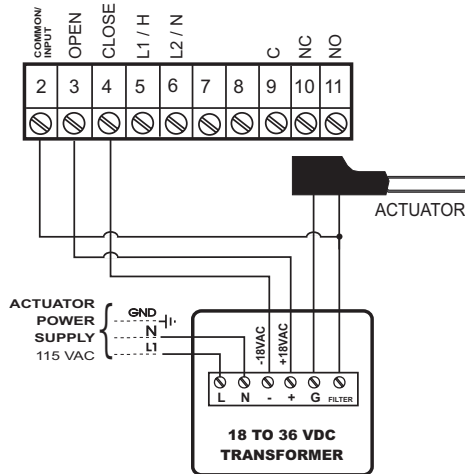 COMMON/
INPUT
OPEN
CLOSE
L1 / H
L2 / N
C
NC
NO
2 3 4 5 6 7 8 9 10 11
ACTUATOR
ACTUATOR
POWER
SUPPLY
115 VAC
GND
N
L1
-18VAC
+18VAC
L N - + G FILTER
18 TO 36 VDC
TRANSFORMER